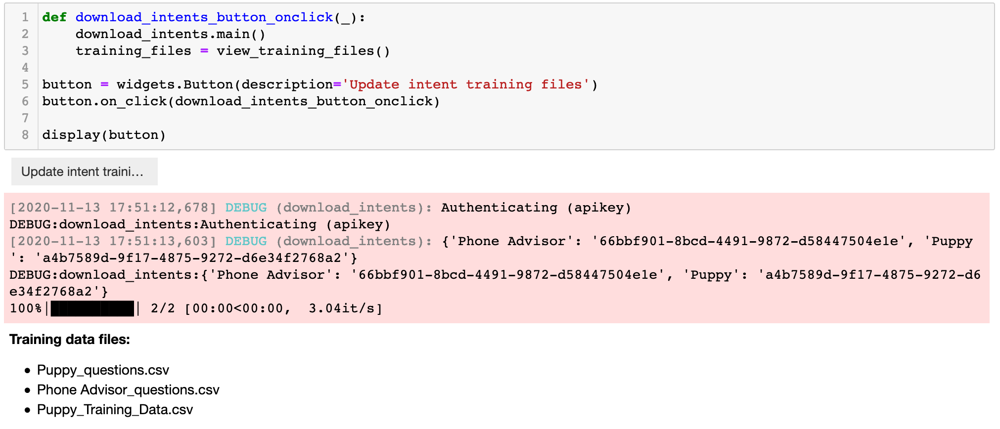 1 def download_intents_button_onclick(_):
2     download_intents.main()
3     training_files = view_training_files()
4
5 button = widgets.Button(description='Update intent training files')
6 button.on_click(download_intents_button_onclick)
7
8 display(button)
Update intent traini...
[2020-11-13 17:51:12,678] DEBUG (download_intents): Authenticating (apikey)
DEBUG:download_intents:Authenticating (apikey)
[2020-11-13 17:51:13,603] DEBUG (download_intents): {'Phone Advisor': '66bbf901-8bcd-4491-9872-d58447504e1e', 'Puppy
': 'a4b7589d-9f17-4875-9272-d6e34f2768a2'}
DEBUG:download_intents:{'Phone Advisor': '66bbf901-8bcd-4491-9872-d58447504e1e', 'Puppy': 'a4b7589d-9f17-4875-9272-d6
e34f2768a2'}
100%|██████████| 2/2 [00:00<00:00,  3.04it/s]
Training data files:
• Puppy_questions.csv
• Phone Advisor_questions.csv
• Puppy_Training_Data.csv